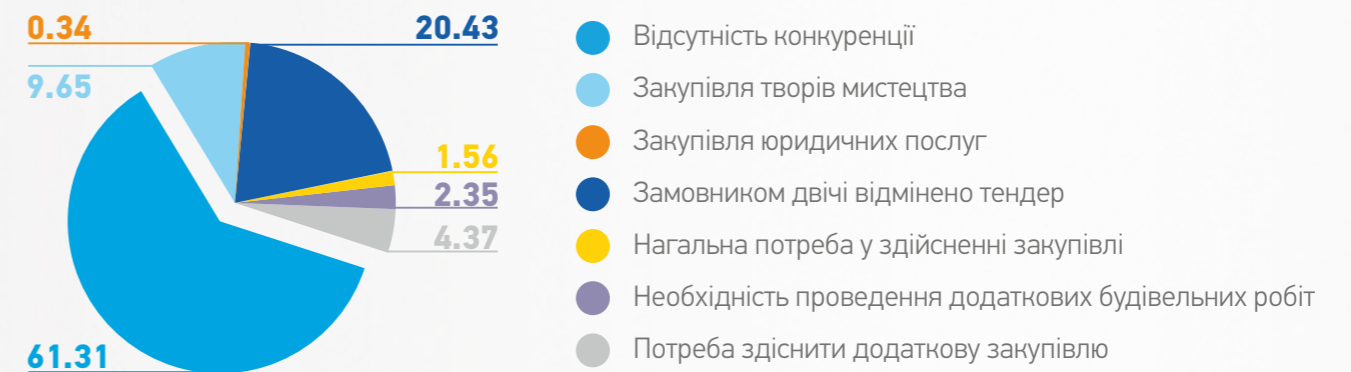 0.34
20.43
9.65
1.56
2.35
4.37
61.31
Відсутність конкуренції
Закупівля творів мистецтва
Закупівля юридичних послуг
Замовником двічі відмінено тендер
Нагальна потреба у здійсненні закупівлі
Необхідність проведення додаткових будівельних робіт
Потреба здіснити додаткову закупівлю